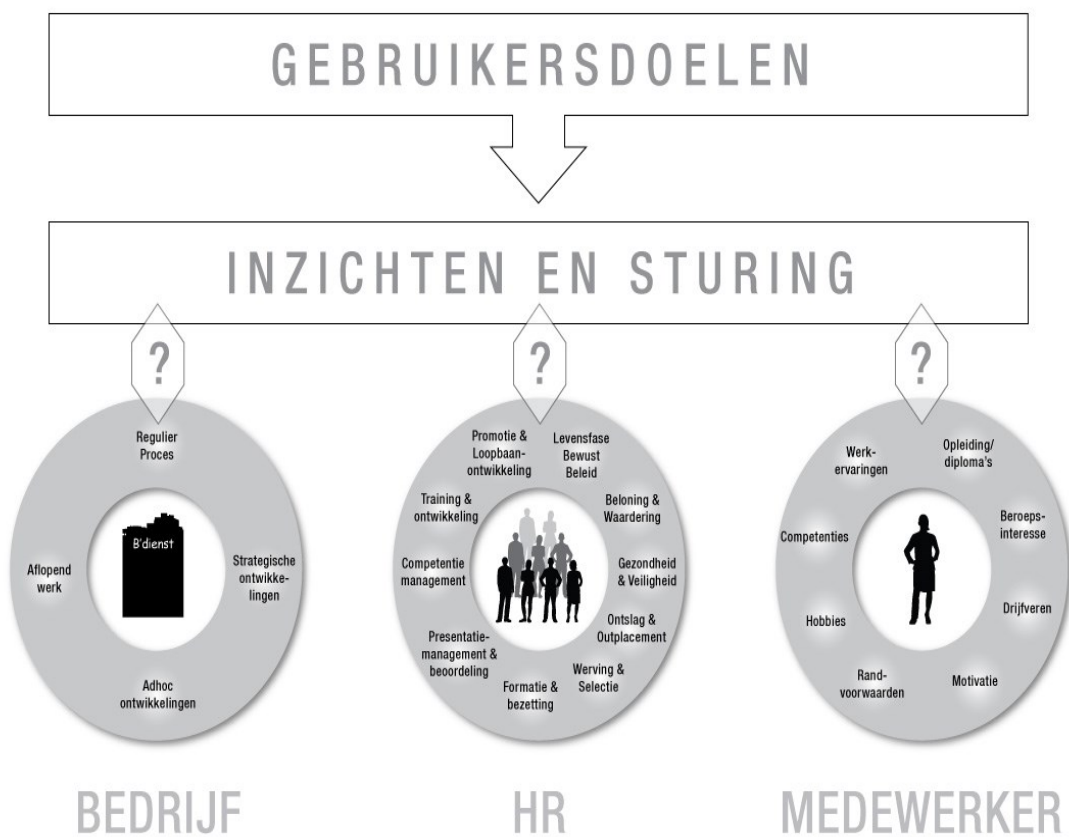 GEBRUIKERSDOELEN
INZICHTEN EN STURING
?
?
?
Regulier
Proces
B'dienst
Aflopend
werk
Strategische
ontwikke-
lingen
Adhoc
ontwikkelingen
Promotie &
Loopbaan-
ontwikkeling
Levensfase
Bewust
Beleid
Training &
ontwikkeling
Beloning &
Waardering
Competentie
management
Gezondheid
& Veiligheid
Presentatie-
management &
beoordeling
Ontslag &
Outplacement
Formatie &
bezetting
Werving &
Selectie
Werk-
ervaringen
Opleiding/
diploma's
Competenties
Beroeps-
interesse
Hobbies
Drijfveren
Rand-
voorwaarden
Motivatie
BEDRIJF
HR
MEDEWERKER